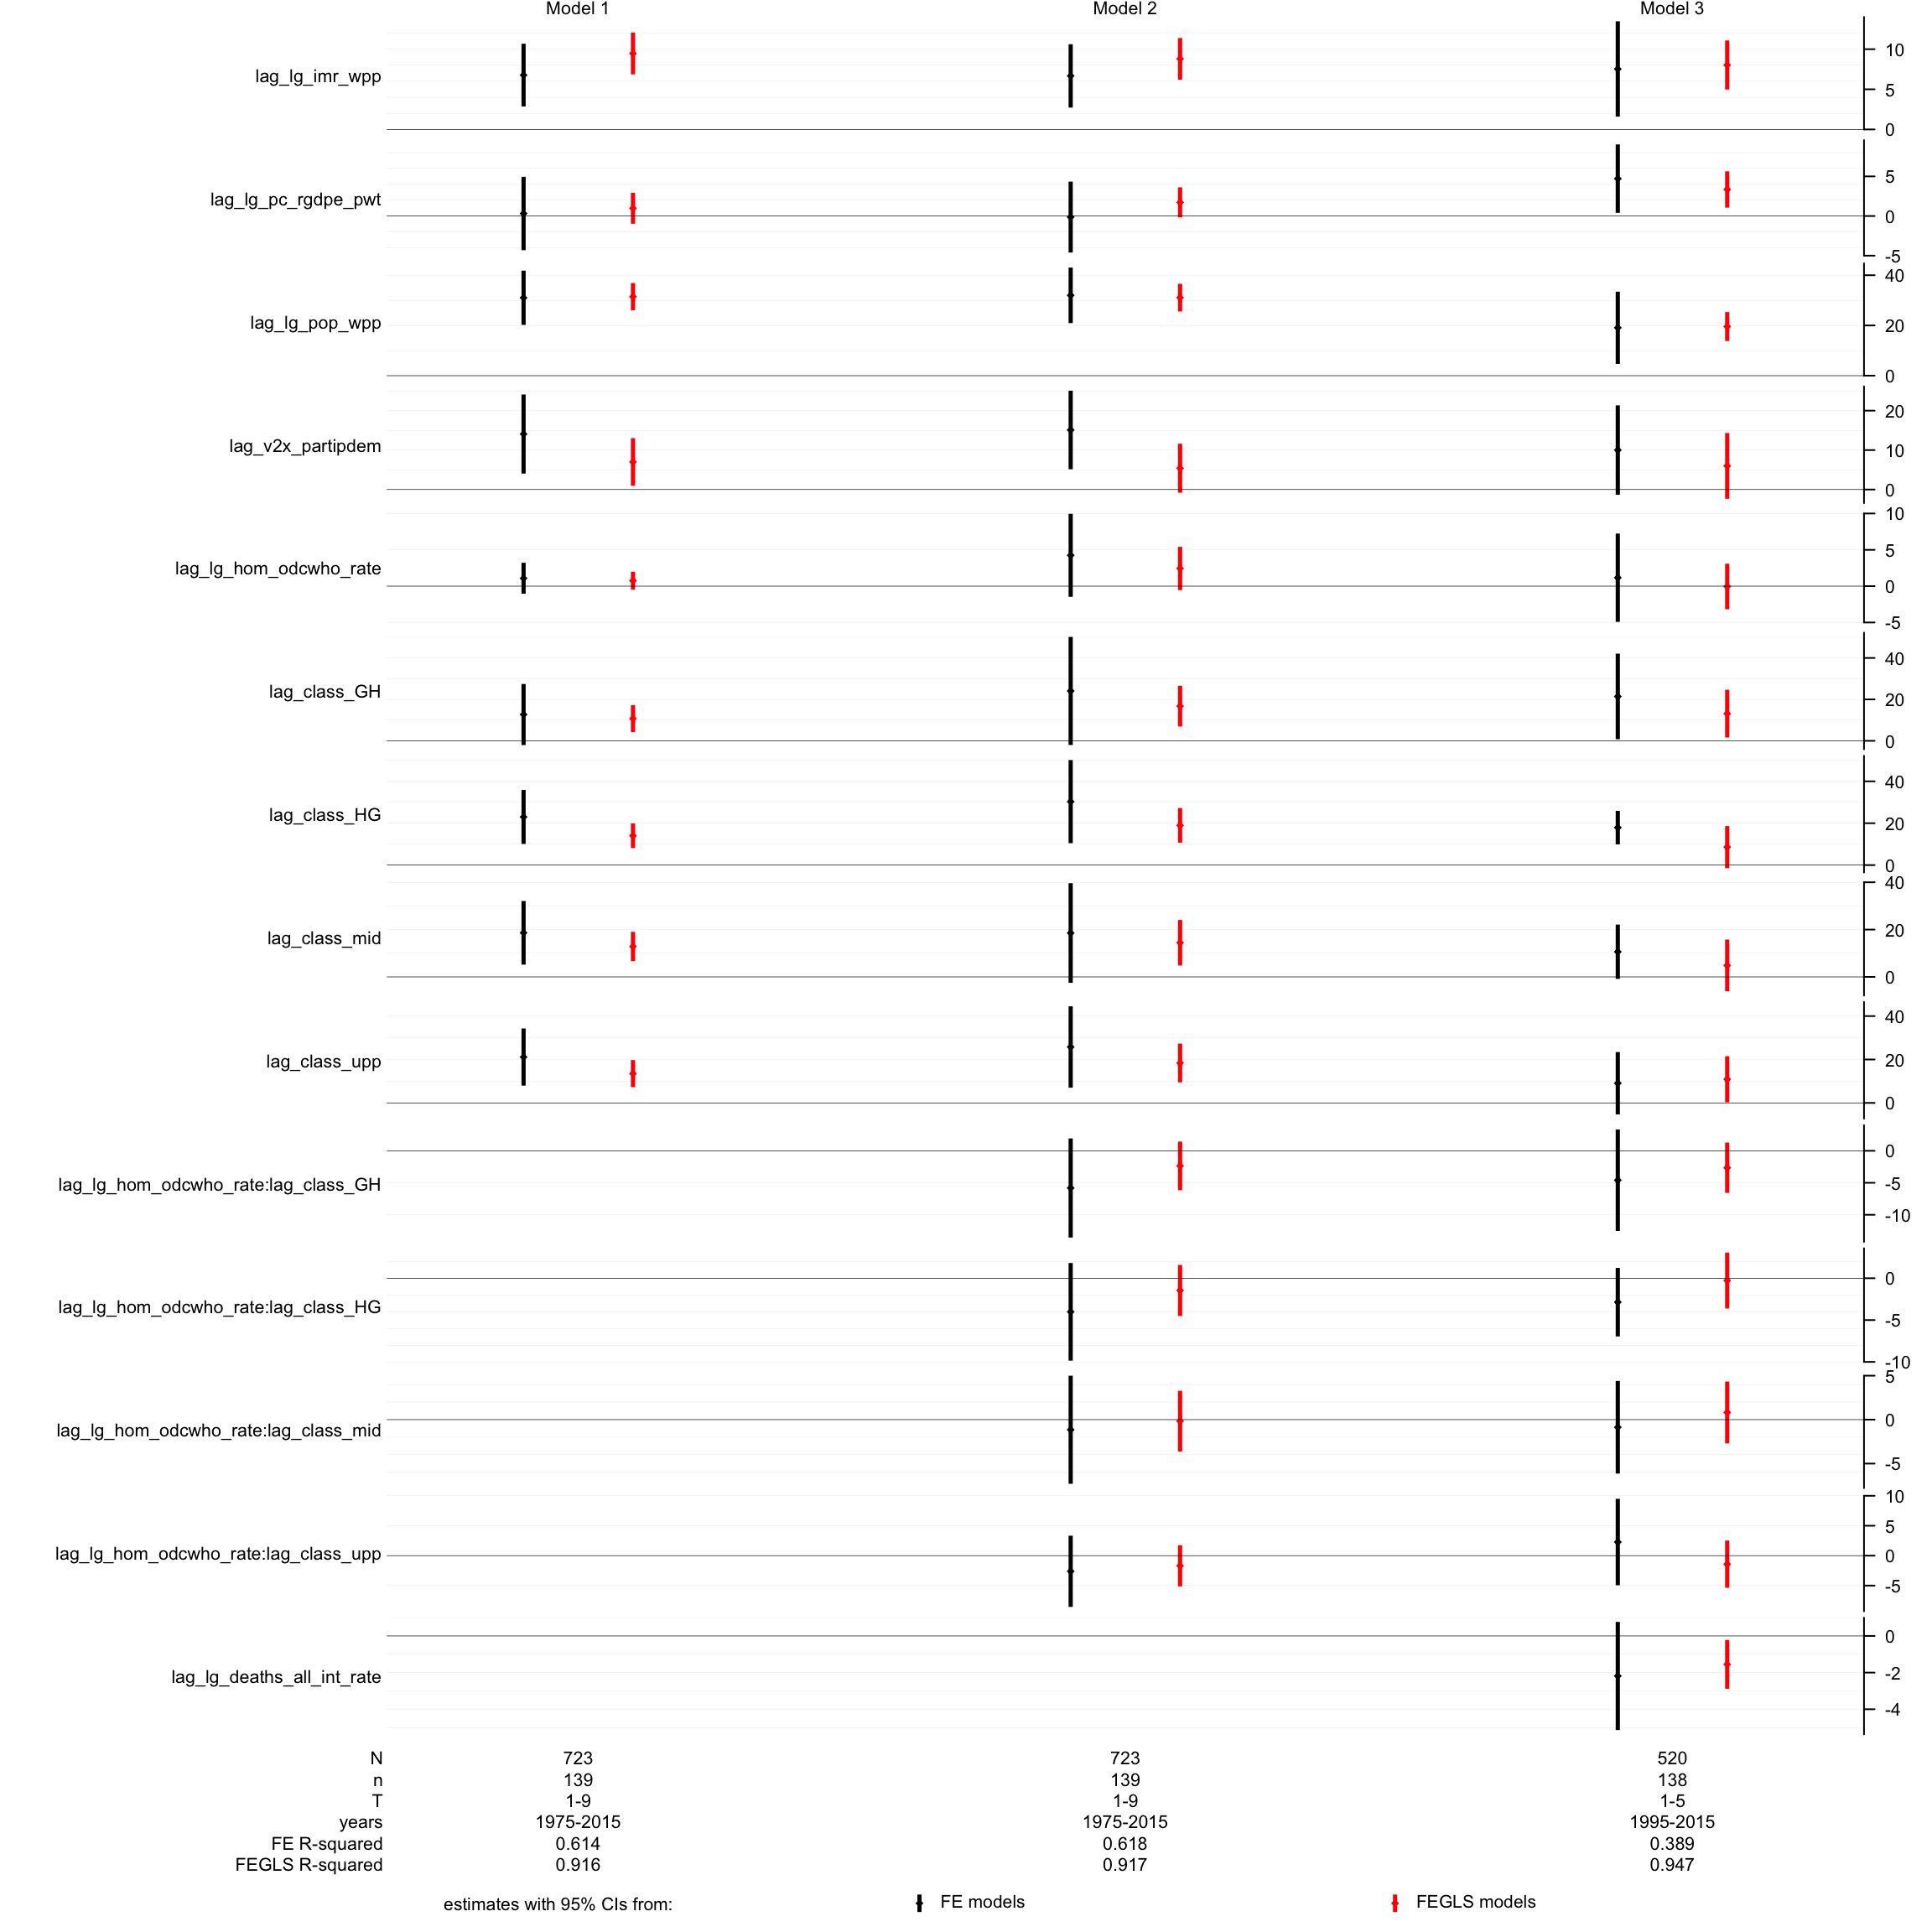 Model 1 Model 2 Model 3
lag_lg_imr_wpp
10
5
0
lag_lg_pc_rgdpe_pwt
5
0
-5
lag_lg_pop_wpp
40
20
0
lag_v2x_partipdem
20
10
0
lag_lg_hom_odcwho_rate
10
5
0
-5
lag_class_GH
40
20
0
lag_class_HG
40
20
0
lag_class_mid
40
20
0
lag_class_upp
40
20
0
lag_lg_hom_odcwho_rate:lag_class_GH
0
-5
-10
lag_lg_hom_odcwho_rate:lag_class_HG
0
-5
-10
lag_lg_hom_odcwho_rate:lag_class_mid
5
0
-5
lag_lg_hom_odcwho_rate:lag_class_upp
10
5
0
-5
lag_lg_deaths_all_int_rate
0
-2
-4
N 723 723 520
n 139 139 138
T 1-9 1-9 1-5
years 1975-2015 1975-2015 1995-2015
FE R-squared 0.614 0.618 0.389
FEGLS R-squared 0.916 0.917 0.947
estimates with 95% CIs from: FE models FEGLS models